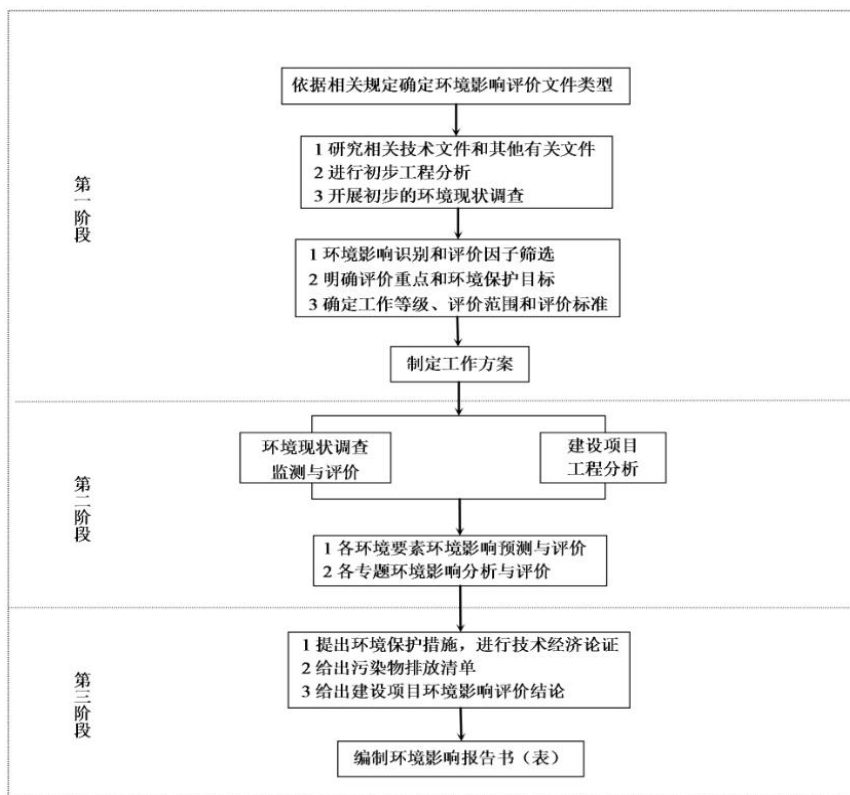 依据相关规定确定环境影响评价文件类型
1 研究相关技术文件和其他有关文件
2 进行初步工程分析
3 开展初步的环境现状调查
第一阶段
1 环境影响识别和评价因子筛选
2 明确评价重点和环境保护目标
3 确定工作等级、评价范围和评价标准
制定工作方案
环境现状调查
监测与评价
建设项目
工程分析
第二阶段
1 各环境要素环境影响预测与评价
2 各专题环境影响分析与评价
1 提出环境保护措施，进行技术经济论证
2 给出污染物排放清单
3 给出建设项目环境影响评价结论
第三阶段
编制环境影响报告书（表）